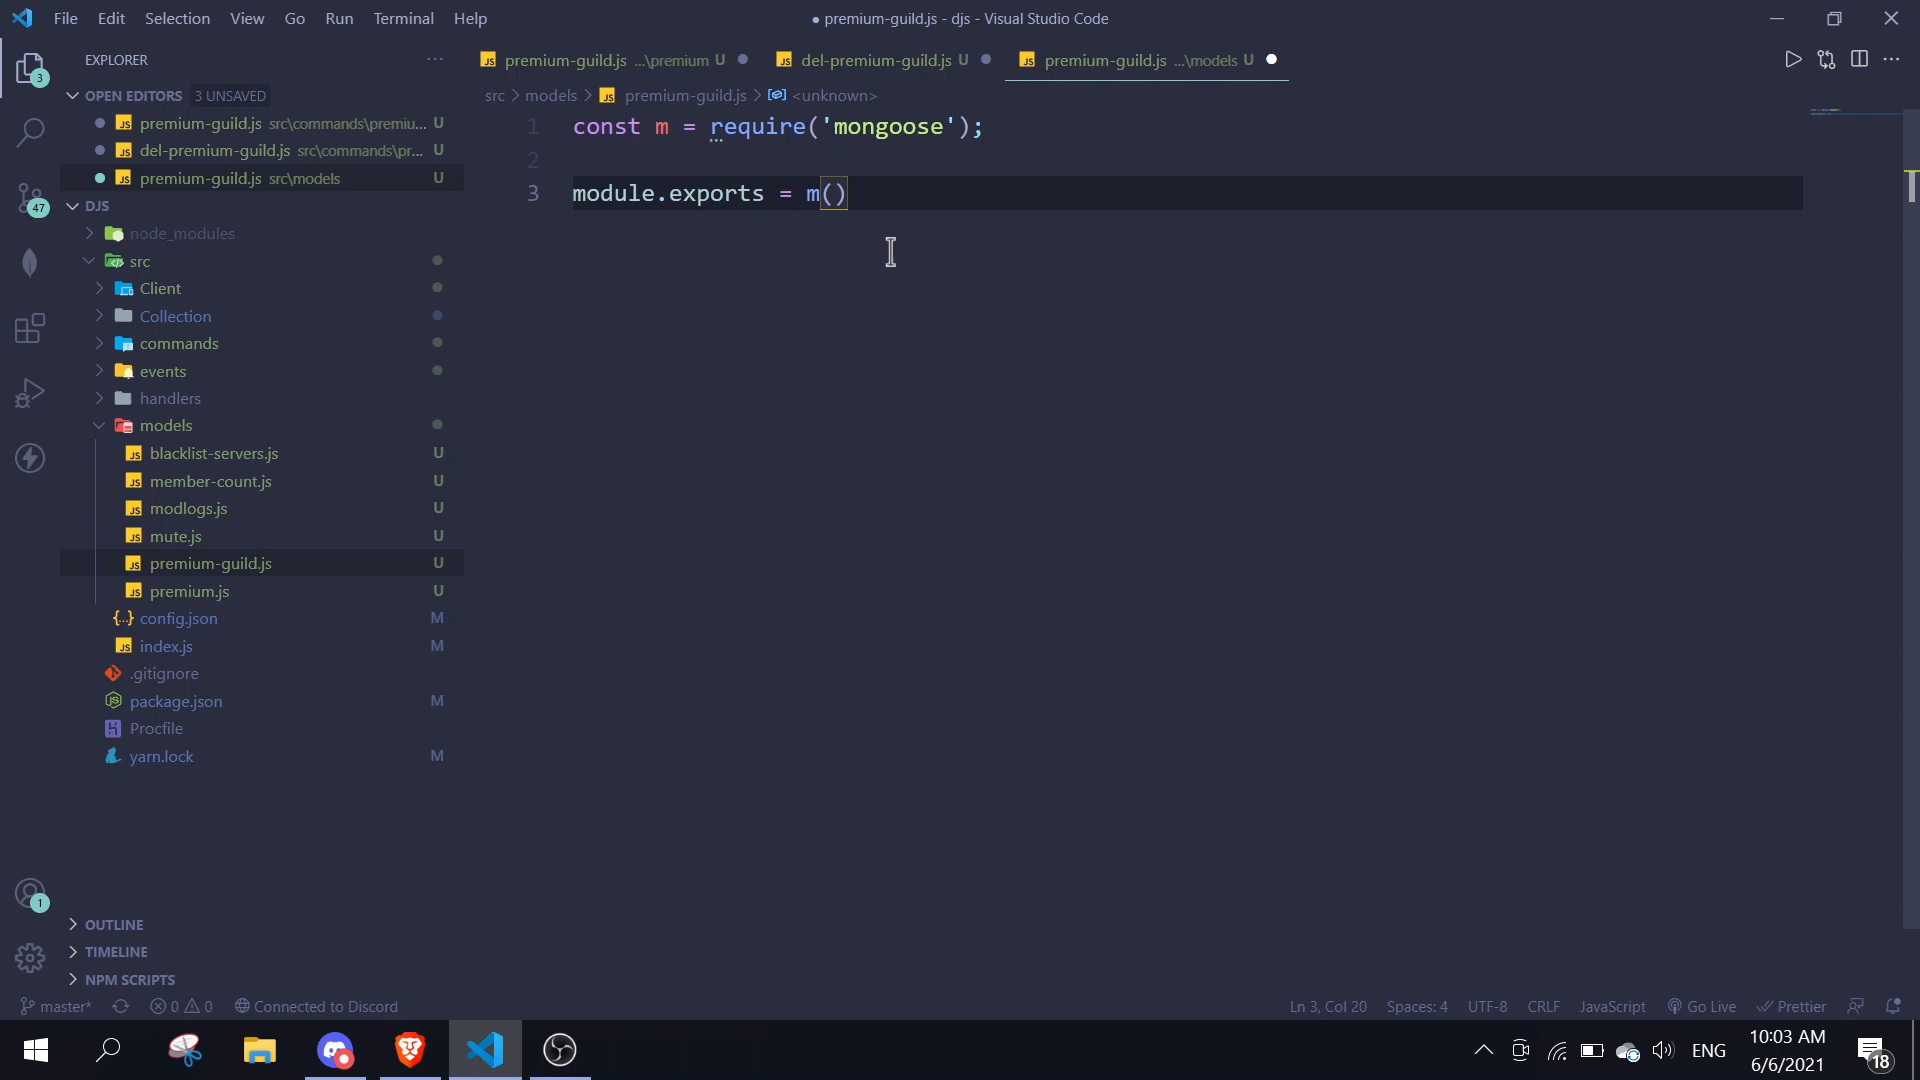 File Edit Selection View Go Run Terminal Help
● premium-guild.js - djs - Visual Studio Code
EXPLORER
premium-guild.js ...\premium U
del-premium-guild.js U
premium-guild.js ...\models U
OPEN EDITORS 3 UNSAVED
src > models > premium-guild.js > <unknown>
premium-guild.js src\commands\premiu... U
del-premium-guild.js src\commands\pr... U
premium-guild.js src\models U
1 const m = require('mongoose');
2
3 module.exports = m()
DJS
node_modules
src
Client
Collection
commands
events
handlers
models
blacklist-servers.js U
member-count.js U
modlogs.js U
mute.js U
premium-guild.js U
premium.js U
config.json M
index.js M
.gitignore
package.json M
Procfile
yarn.lock M
3
47
1
OUTLINE
TIMELINE
NPM SCRIPTS
master* 0 0 Connected to Discord
Ln 3, Col 20 Spaces: 4 UTF-8 CRLF JavaScript Go Live Prettier
ENG
10:03 AM
6/6/2021
18